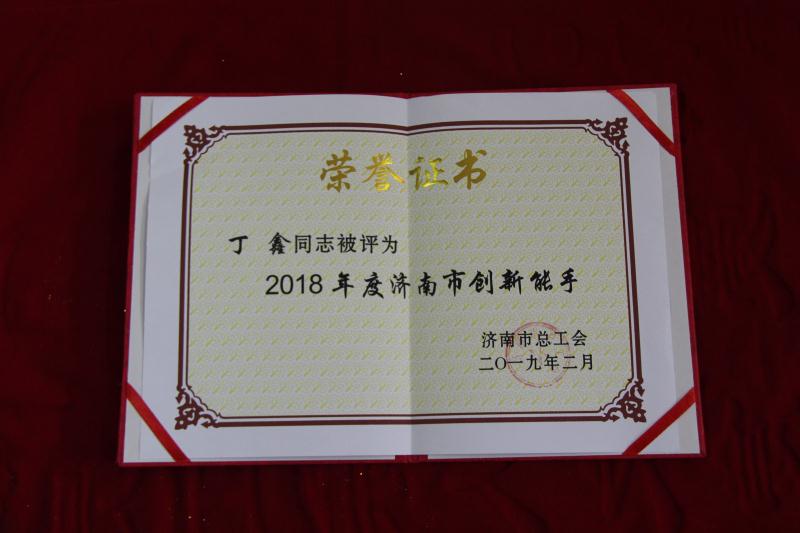 荣誉证书
丁 鑫同志被评为
2018年度济南市创新能手
济南市总工会
二〇一九年二月